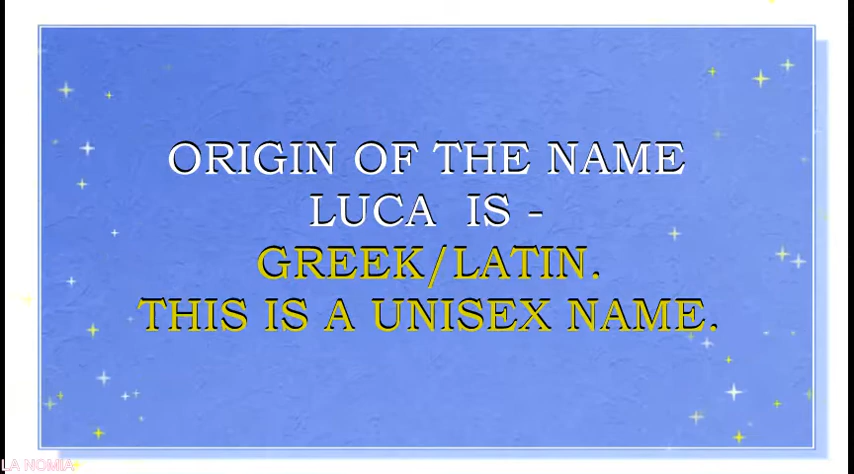 ORIGIN OF THE NAME
LUCA IS -
GREEK/LATIN.
THIS IS A UNISEX NAME.
LA NOMIA